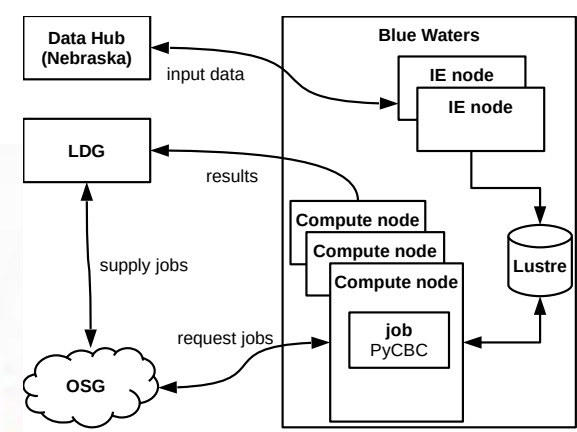 Data Hub
(Nebraska)
input data
Blue Waters
IE node
IE node
LDG
results
Compute node
Compute node
Compute node
Lustre
supply jobs
request jobs
job
PyCBC
OSG